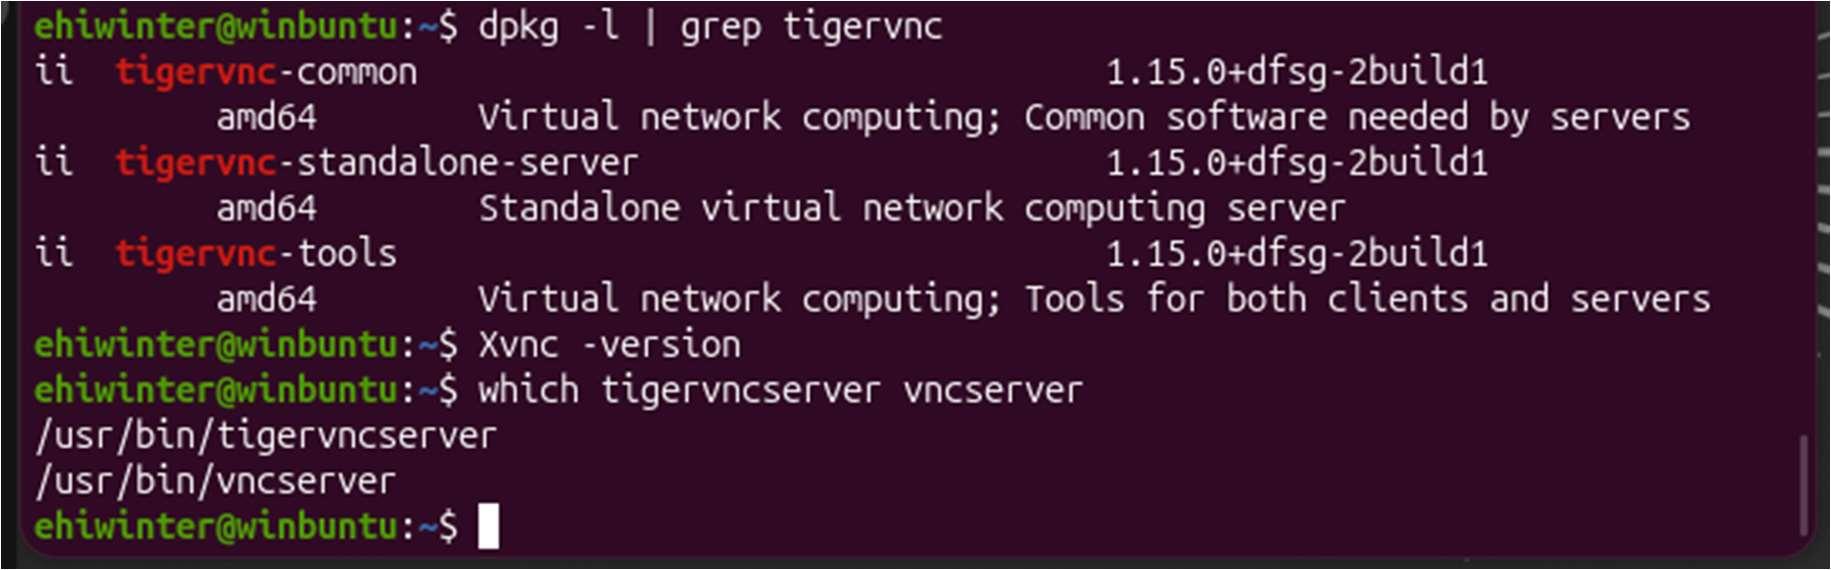 ehiwinter@winbuntu:~$ dpkg -l | grep tigervnc
ii  tigervnc-common                                  1.15.0+dfsg-2build1
         amd64        Virtual network computing; Common software needed by servers
ii  tigervnc-standalone-server                       1.15.0+dfsg-2build1
         amd64        Standalone virtual network computing server
ii  tigervnc-tools                                   1.15.0+dfsg-2build1
         amd64        Virtual network computing; Tools for both clients and servers
ehiwinter@winbuntu:~$ Xvnc -version
ehiwinter@winbuntu:~$ which tigervncserver vncserver
/usr/bin/tigervncserver
/usr/bin/vncserver
ehiwinter@winbuntu:~$